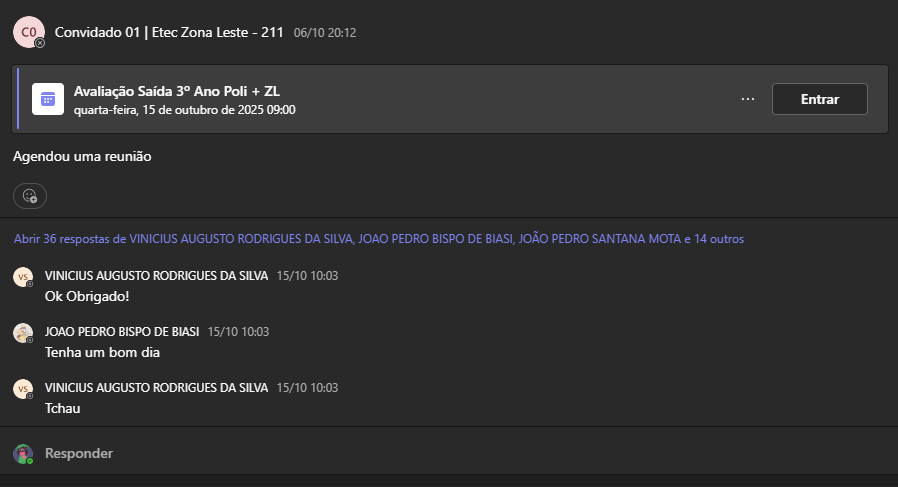 C0
Convidado 01 | Etec Zona Leste - 211 06/10 20:12
Avaliação Saída 3º Ano Poli + ZL
quarta-feira, 15 de outubro de 2025 09:00
... Entrar
Agendou uma reunião
Abrir 36 respostas de VINICIUS AUGUSTO RODRIGUES DA SILVA, JOAO PEDRO BISPO DE BIASI, JOÃO PEDRO SANTANA MOTA e 14 outros
VS
VINICIUS AUGUSTO RODRIGUES DA SILVA 15/10 10:03
Ok Obrigado!
JOAO PEDRO BISPO DE BIASI 15/10 10:03
Tenha um bom dia
VS
VINICIUS AUGUSTO RODRIGUES DA SILVA 15/10 10:03
Tchau
Responder